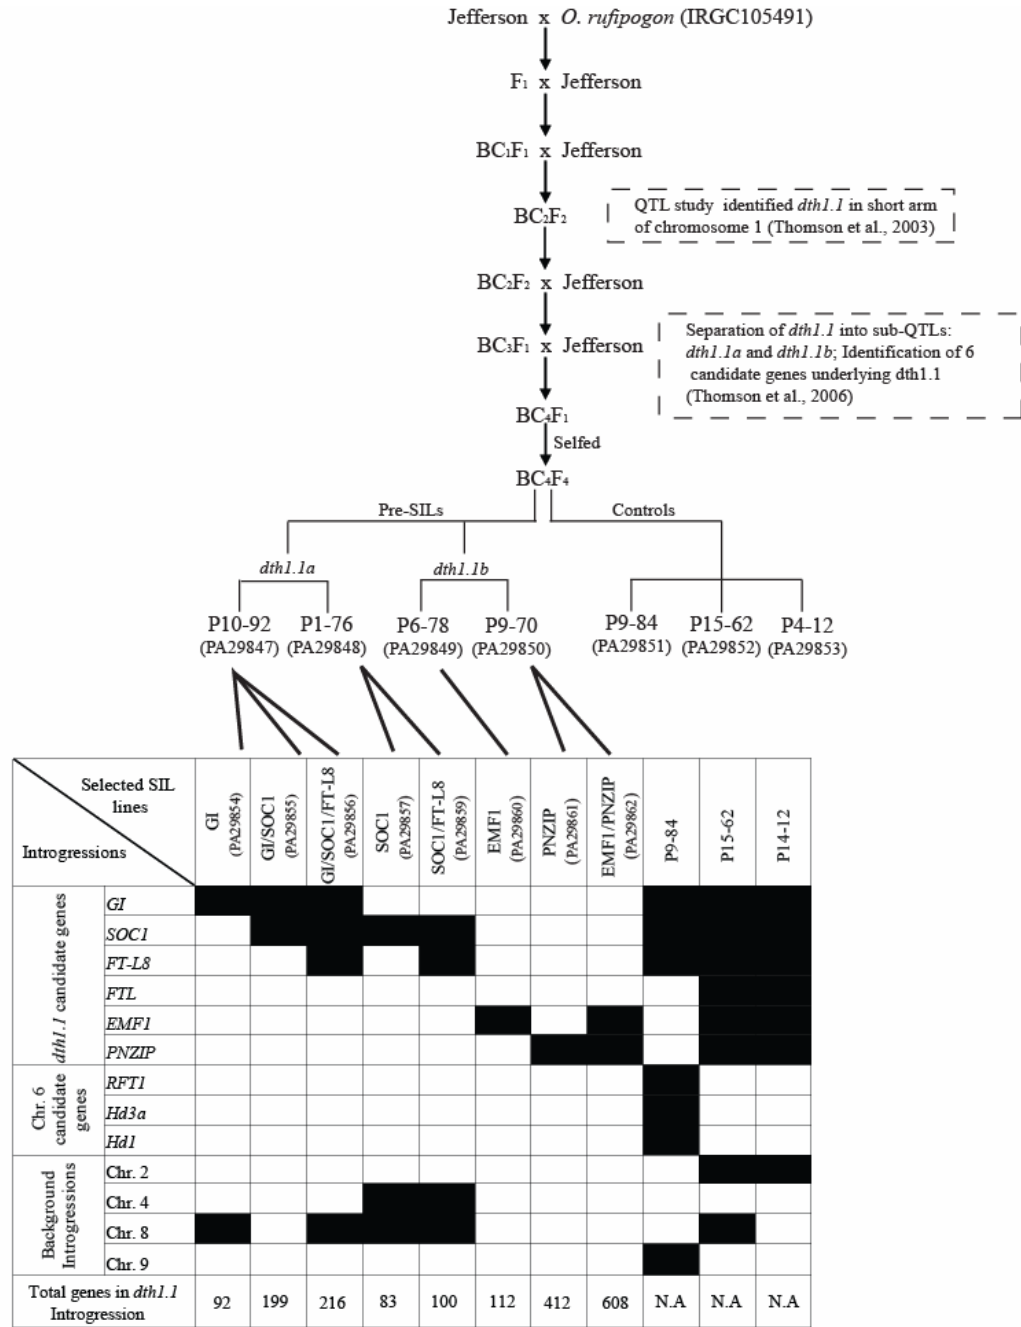 Jefferson x O. rufipogon (IRGC105491)
F1 x Jefferson
BC1F1 x Jefferson
BC2F2
QTL study identified dth1.1 in short arm
of chromosome 1 (Thomson et al., 2003)
BC2F2 x Jefferson
BC3F1 x Jefferson
Separation of dth1.1 into sub-QTLs:
dth1.1a and dth1.1b; Identification of 6
candidate genes underlying dth1.1
(Thomson et al., 2006)
BC4F1
Selfed
BC4F4
Pre-SILs Controls
dth1.1a dth1.1b
P10-92 P1-76 P6-78 P9-70 P9-84 P15-62 P4-12
(PA29847) (PA29848) (PA29849) (PA29850) (PA29851) (PA29852) (PA29853)
Selected SIL
lines
Introgressions
GI
(PA29854)
GI/SOC1
(PA29855)
GI/SOC1/FT-L8
(PA29856)
SOC1
(PA29857)
SOC1/FT-L8
(PA29859)
EMF1
(PA29860)
PNZIP
(PA29861)
EMF1/PNZIP
(PA29862)
P9-84
P15-62
P14-12
dth1.1 candidate genes
GI
SOC1
FT-L8
FTL
EMF1
PNZIP
Chr. 6
candidate
genes
RFT1
Hd3a
Hd1
Background
Introgressions
Chr. 2
Chr. 4
Chr. 8
Chr. 9
Total genes in dth1.1
Introgression
92 199 216 83 100 112 412 608 N.A N.A N.A